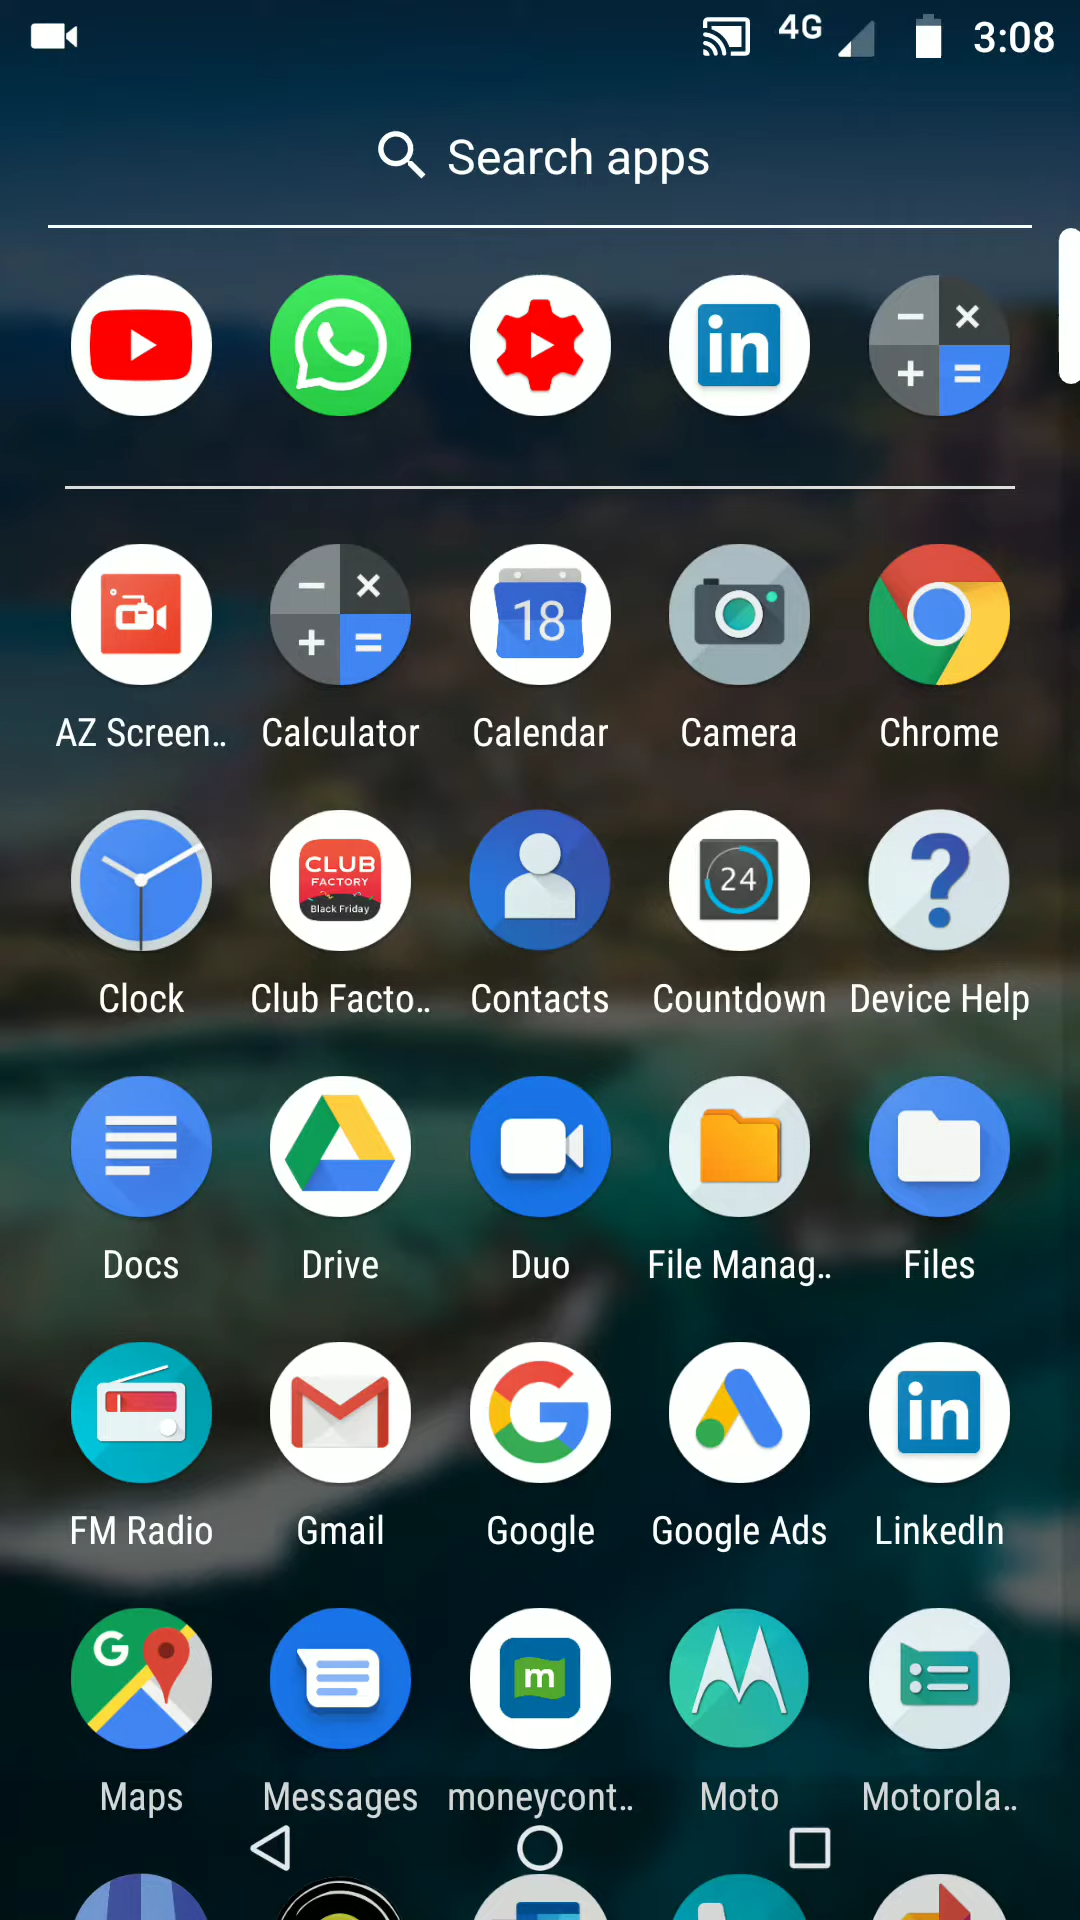 4G 3:08
Search apps
in
18
AZ Screen..
Calculator
Calendar
Camera
Chrome
CLUB
FACTORY
Black Friday
24
Clock
Club Facto..
Contacts
Countdown
Device Help
Docs
Drive
Duo
File Manag..
Files
in
FM Radio
Gmail
Google
Google Ads
LinkedIn
G
m
Maps
Messages
moneycont..
Moto
Motorola..